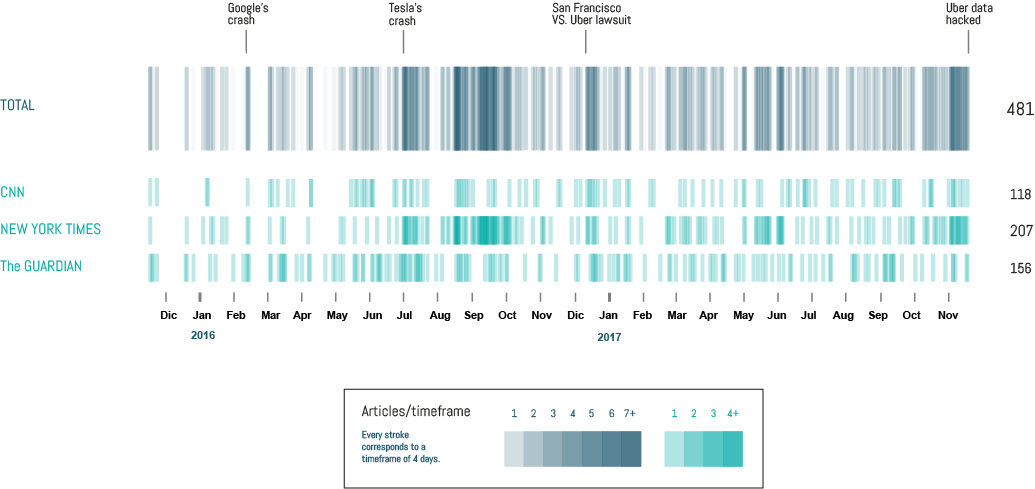 Google's
crash
Tesla's
crash
San Francisco
VS. Uber lawsuit
Uber data
hacked
TOTAL
481
CNN
118
NEW YORK TIMES
207
The GUARDIAN
156
Dic Jan Feb Mar Apr May Jun Jul Aug Sep Oct Nov Dic Jan Feb Mar Apr May Jun Jul Aug Sep Oct Nov
2016 2017
Articles/timeframe
1 2 3 4 5 6 7+ 1 2 3 4+
Every stroke
corresponds to a
timeframe of 4 days.